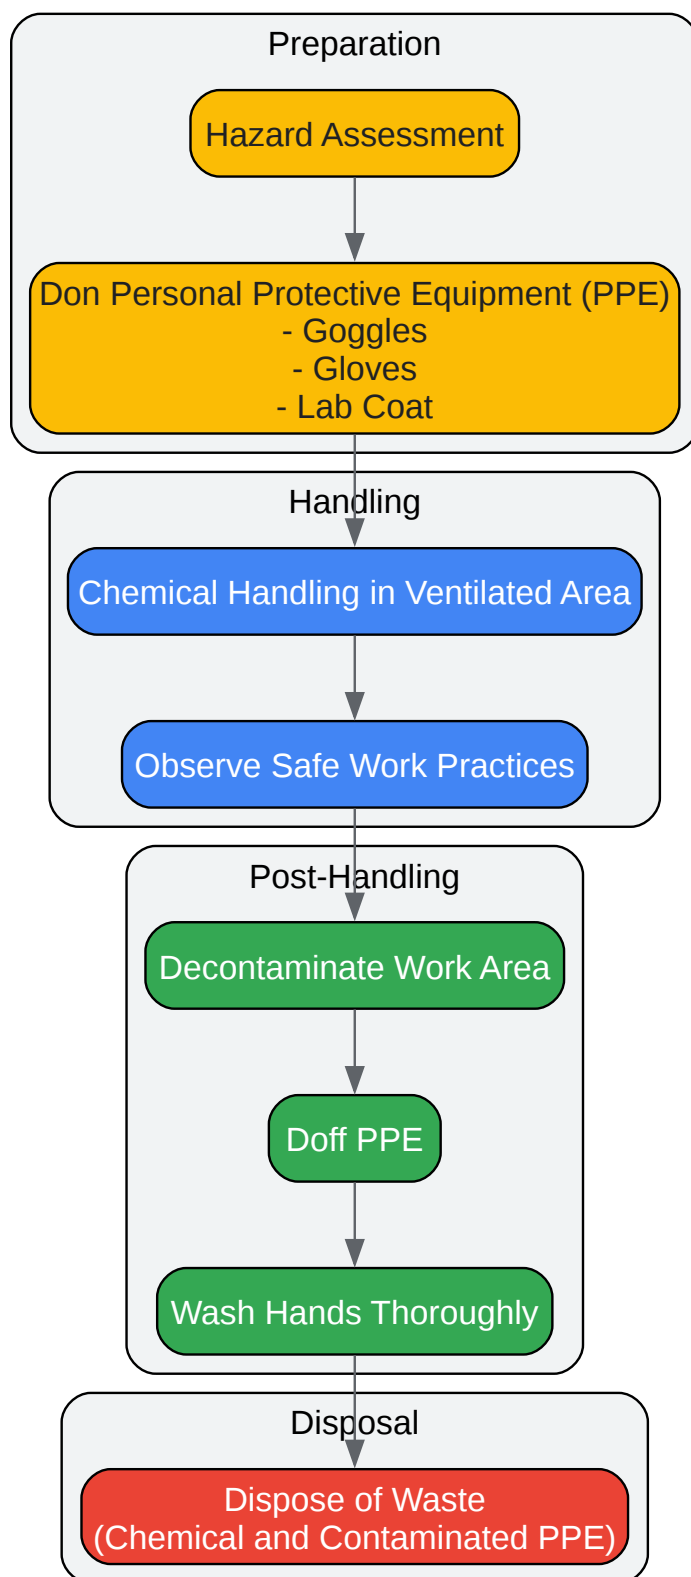 Preparation
Hazard Assessment
Don Personal Protective Equipment (PPE)
- Goggles
- Gloves
- Lab Coat
Handling
Chemical Handling in Ventilated Area
Observe Safe Work Practices
Post-Handling
Decontaminate Work Area
Doff PPE
Wash Hands Thoroughly
Disposal
Dispose of Waste
(Chemical and Contaminated PPE)